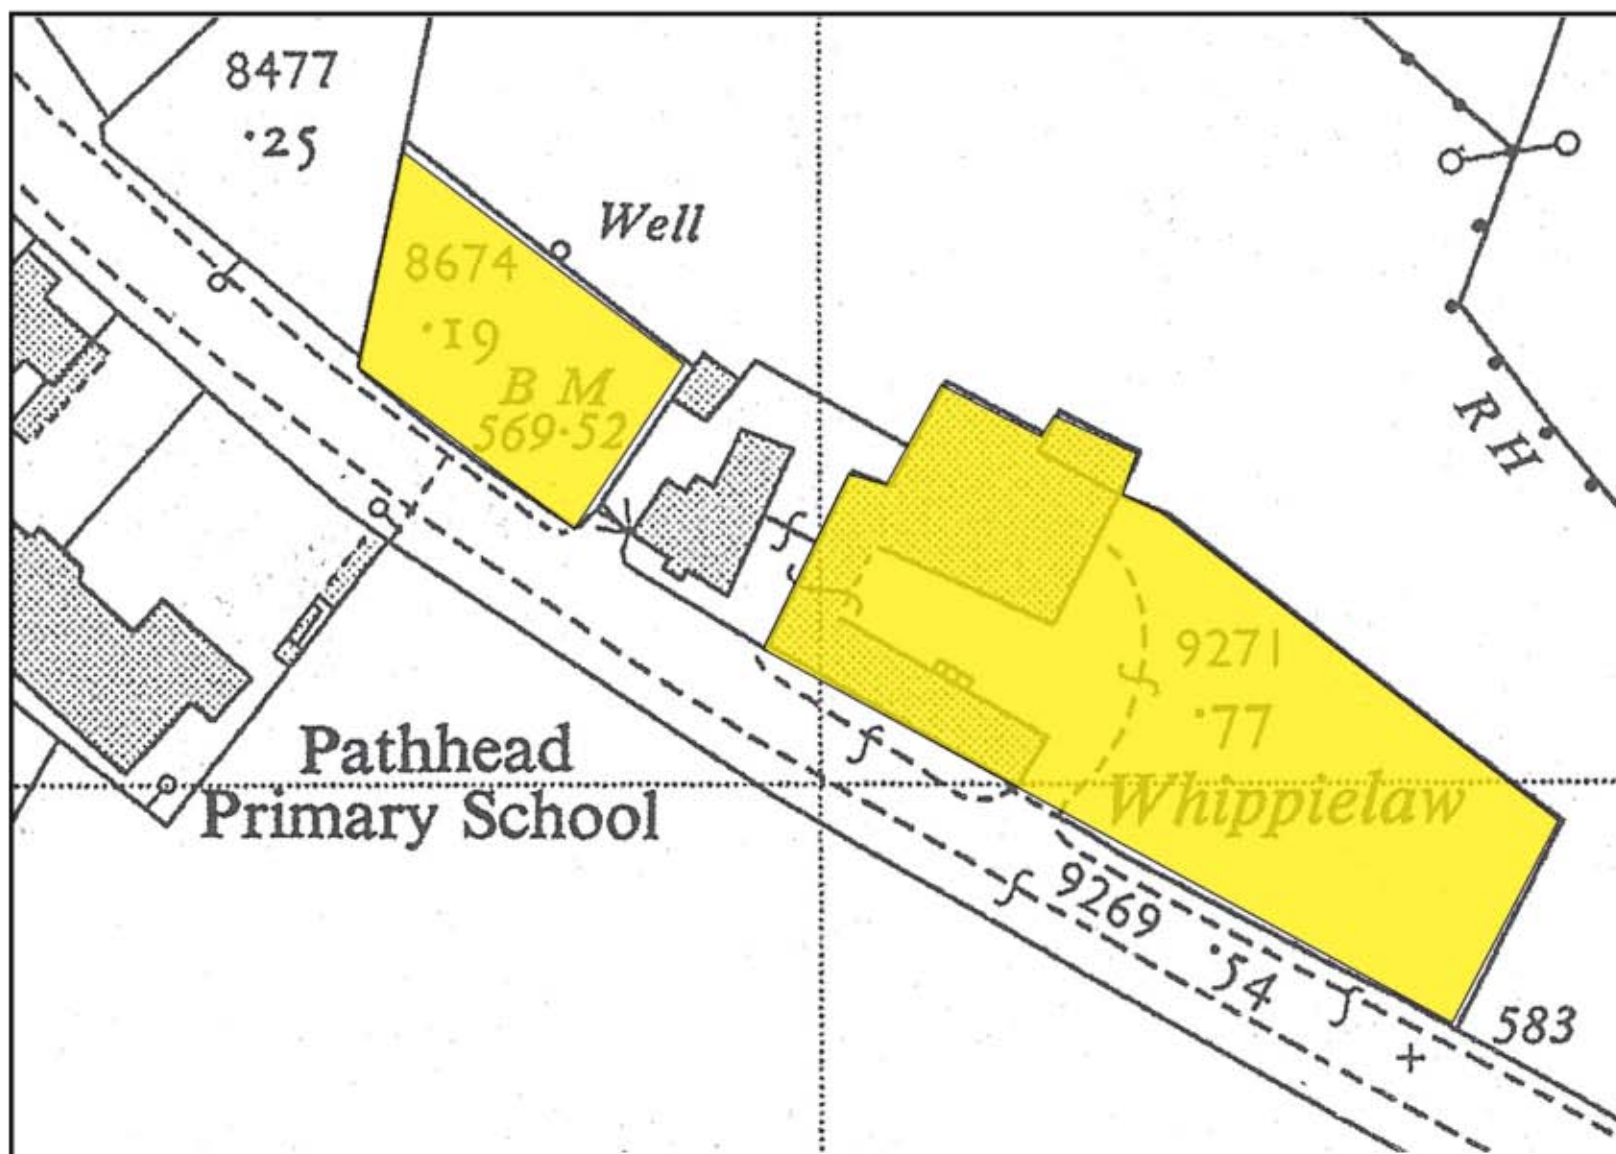 8477
·25
Well
8674
·19
B M
569·52
R H
9271
·77
Whippielaw
Pathhead
Primary School
9269
·54
583